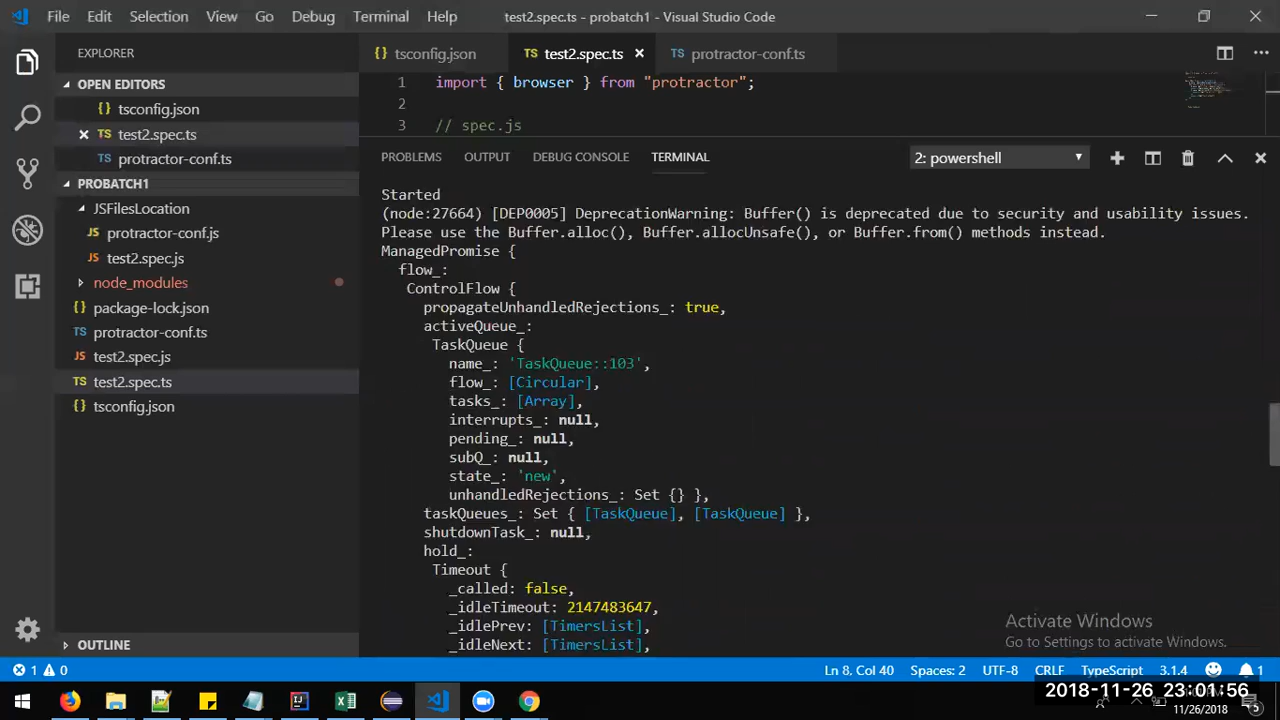 File Edit Selection View Go Debug Terminal Help test2.spec.ts - probatch1 - Visual Studio Code
EXPLORER
OPEN EDITORS
{} tsconfig.json
× TS test2.spec.ts
TS protractor-conf.ts
PROBATCH1
JSFilesLocation
JS protractor-conf.js
JS test2.spec.js
node_modules
{} package-lock.json
TS protractor-conf.ts
JS test2.spec.js
TS test2.spec.ts
{} tsconfig.json
OUTLINE
{} tsconfig.json TS test2.spec.ts × TS protractor-conf.ts
1 import { browser } from "protractor";
2
3 // spec.js
PROBLEMS OUTPUT DEBUG CONSOLE TERMINAL 2: powershell
Started
(node:27664) [DEP0005] DeprecationWarning: Buffer() is deprecated due to security and usability issues.
Please use the Buffer.alloc(), Buffer.allocUnsafe(), or Buffer.from() methods instead.
ManagedPromise {
flow_:
ControlFlow {
propagateUnhandledRejections_: true,
activeQueue_:
TaskQueue {
name_: 'TaskQueue::103',
flow_: [Circular],
tasks_: [Array],
interrupts_: null,
pending_: null,
subQ_: null,
state_: 'new',
unhandledRejections_: Set {} },
taskQueues_: Set { [TaskQueue], [TaskQueue] },
shutdownTask_: null,
hold_:
Timeout {
_called: false,
_idleTimeout: 2147483647,
_idlePrev: [TimersList],
_idleNext: [TimersList],
Activate Windows
Go to Settings to activate Windows.
1 0 Ln 8, Col 40 Spaces: 2 UTF-8 CRLF TypeScript 3.1.4 1
2018-11-26 23:01:56
11/26/2018 5